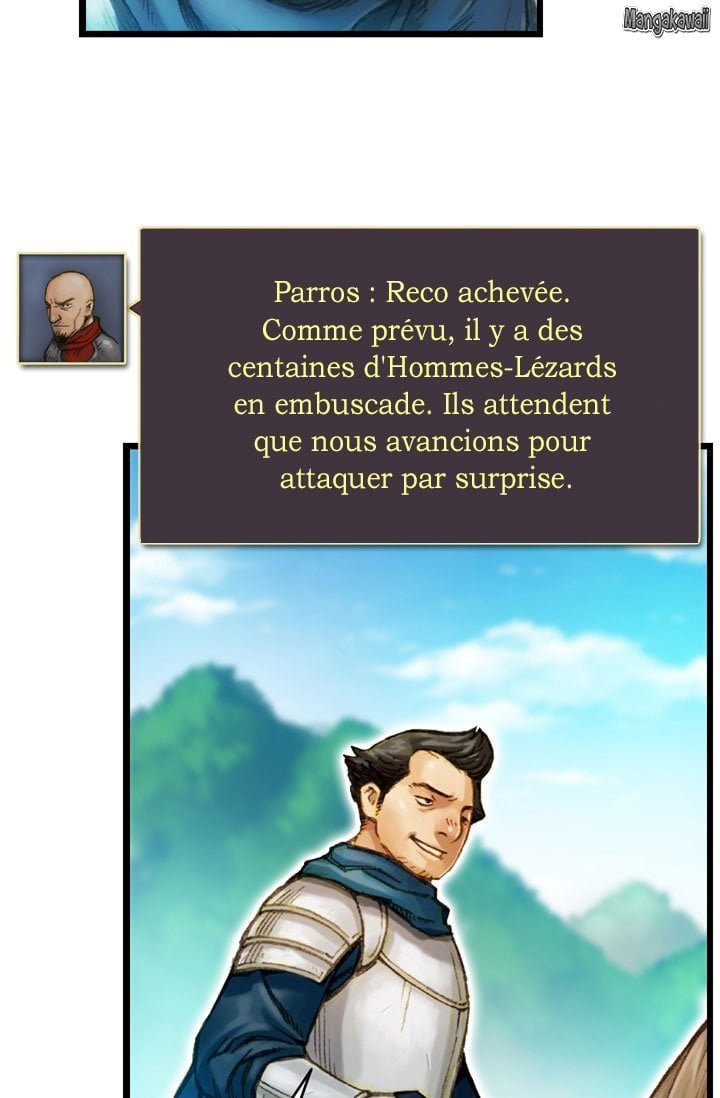 Mangakawaii
Parros : Reco achevée.
Comme prévu, il y a des
centaines d'Hommes-Lézards
en embuscade. Ils attendent
que nous avancions pour
attaquer par surprise.